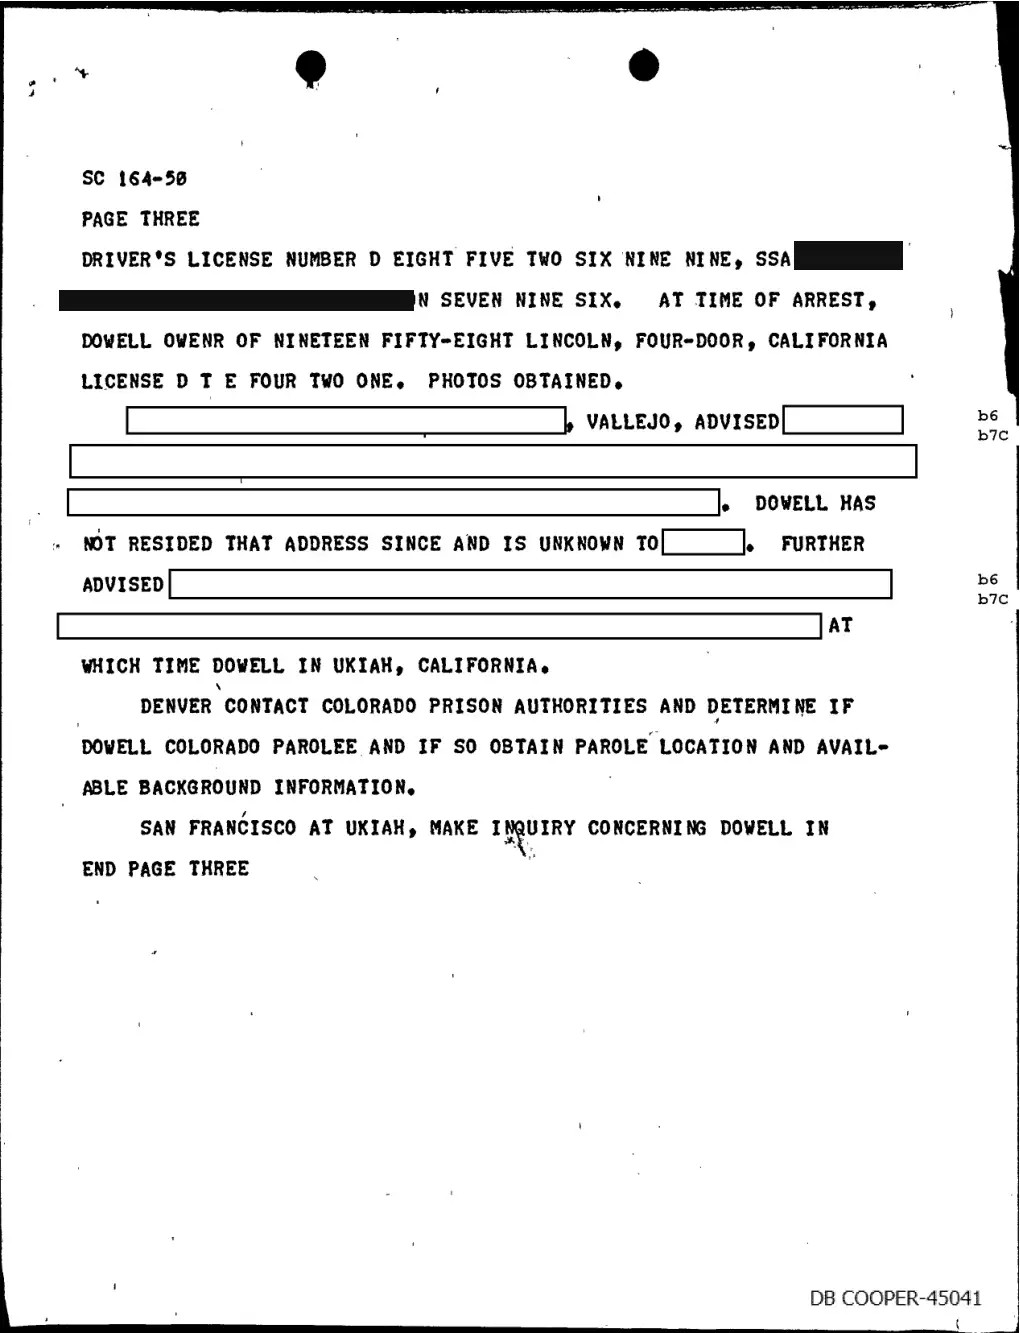 SC 164-50
PAGE THREE
DRIVER'S LICENSE NUMBER D EIGHT FIVE TWO SIX NINE NINE, SSA
N SEVEN NINE SIX. AT TIME OF ARREST,
DOWELL OWENR OF NINETEEN FIFTY-EIGHT LINCOLN, FOUR-DOOR, CALIFORNIA
LICENSE D T E FOUR TWO ONE. PHOTOS OBTAINED.
, VALLEJO, ADVISED
b6
b7C
. DOWELL HAS
NOT RESIDED THAT ADDRESS SINCE AND IS UNKNOWN TO . FURTHER
ADVISED
b6
b7C
AT
WHICH TIME DOWELL IN UKIAH, CALIFORNIA.
DENVER CONTACT COLORADO PRISON AUTHORITIES AND DETERMINE IF
DOWELL COLORADO PAROLEE AND IF SO OBTAIN PAROLE LOCATION AND AVAIL-
ABLE BACKGROUND INFORMATION.
SAN FRANCISCO AT UKIAH, MAKE INQUIRY CONCERNING DOWELL IN
END PAGE THREE
DB COOPER-45041